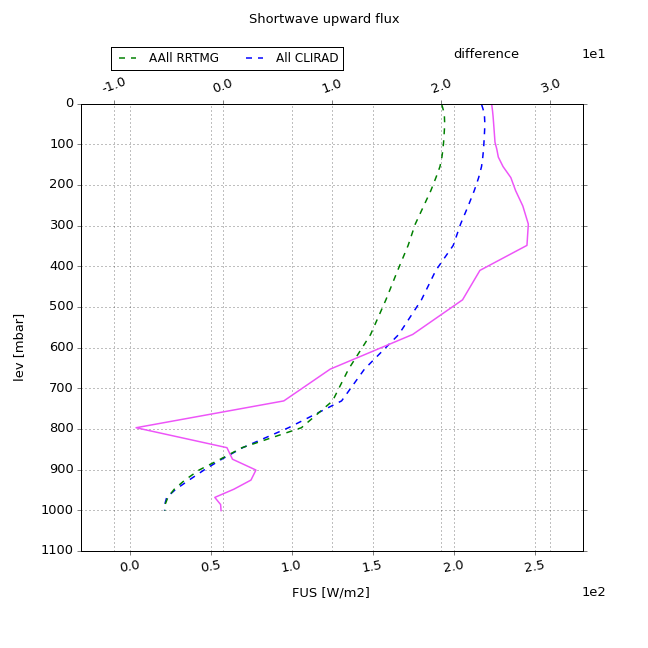 Shortwave upward flux
AAll RRTMG All CLIRAD
difference 1e1
-1.0 0.0 1.0 2.0 3.0
0
100
200
300
400
500
600
700
800
900
1000
1100
lev [mbar]
0.0 0.5 1.0 1.5 2.0 2.5
FUS [W/m2] 1e2